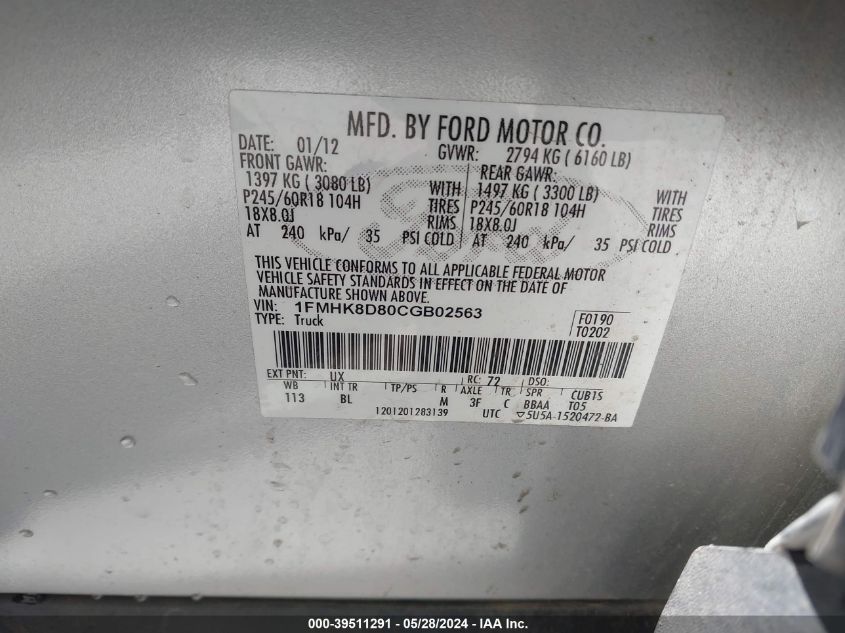 MFD. BY FORD MOTOR CO.
DATE: 01/12 GVWR: 2794 KG ( 6160 LB)
FRONT GAWR: REAR GAWR:
1397 KG ( 3080 LB) WITH 1497 KG ( 3300 LB) WITH
P245/60R18 104H TIRES P245/60R18 104H TIRES
18X8.0J RIMS 18X8.0J RIMS
AT 240 kPa/ 35 PSI COLD AT 240 kPa/ 35 PSI COLD
THIS VEHICLE CONFORMS TO ALL APPLICABLE FEDERAL MOTOR
VEHICLE SAFETY STANDARDS IN EFFECT ON THE DATE OF
MANUFACTURE SHOWN ABOVE.
VIN: 1FMHK8D80CGB02563 F0190
TYPE: Truck T0202
EXT PNT: UX RC: 72 DSO:
WB INT TR TP/PS R AXLE TR SPR CUB1S
113 BL M 3F C BBAA T05
1201201283139 UTC ▽5U5A-1520472-BA
000-39511291 - 05/28/2024 - IAA Inc.